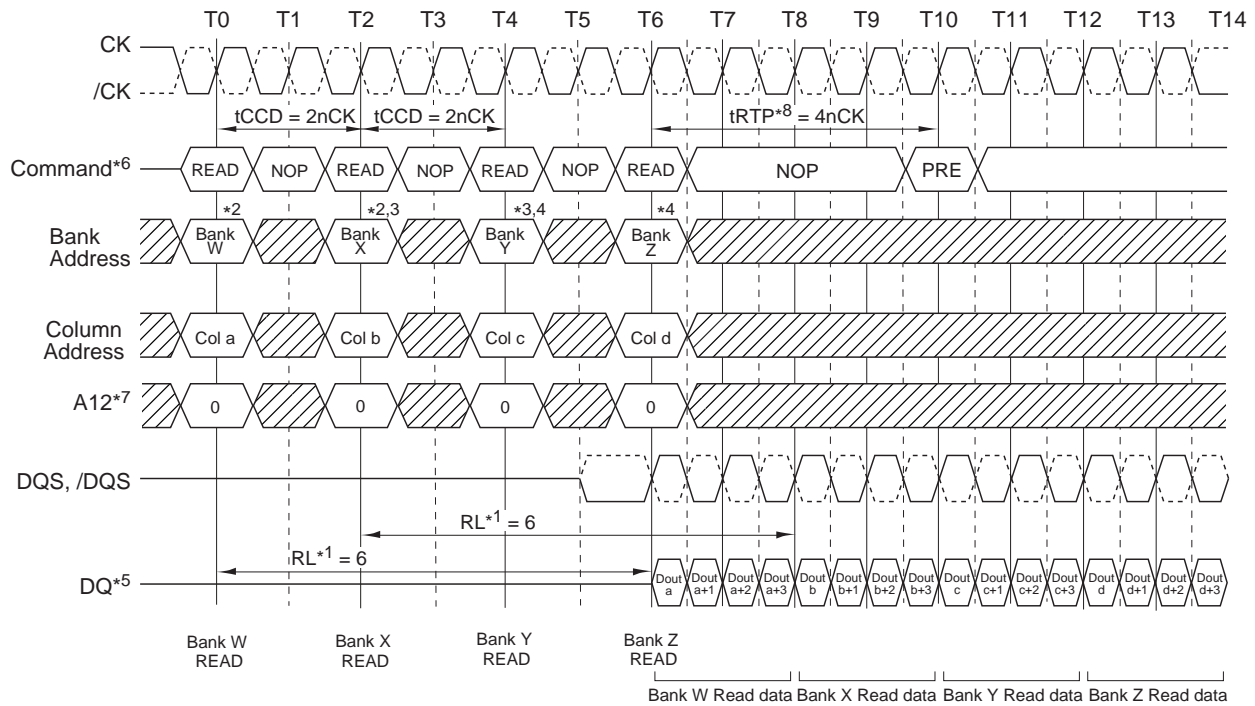 T0 T1 T2 T3 T4 T5 T6 T7 T8 T9 T10 T11 T12 T13 T14
CK
/CK
tCCD = 2nCK tCCD = 2nCK tRTP*8 = 4nCK
Command*6 READ NOP READ NOP READ NOP READ NOP PRE
*2 *2,3 *3,4 *4
Bank Address
Bank W
Bank X
Bank Y
Bank Z
Column Address
Col a Col b Col c Col d
A12*7 0 0 0 0
DQS, /DQS
RL*1 = 6
RL*1 = 6
DQ*5
Dout a Dout a+1 Dout a+2 Dout a+3 Dout b Dout b+1 Dout b+2 Dout b+3 Dout c Dout c+1 Dout c+2 Dout c+3 Dout d Dout d+1 Dout d+2 Dout d+3
Bank W Bank X Bank Y Bank Z
READ READ READ READ
Bank W Read data Bank X Read data Bank Y Read data Bank Z Read data